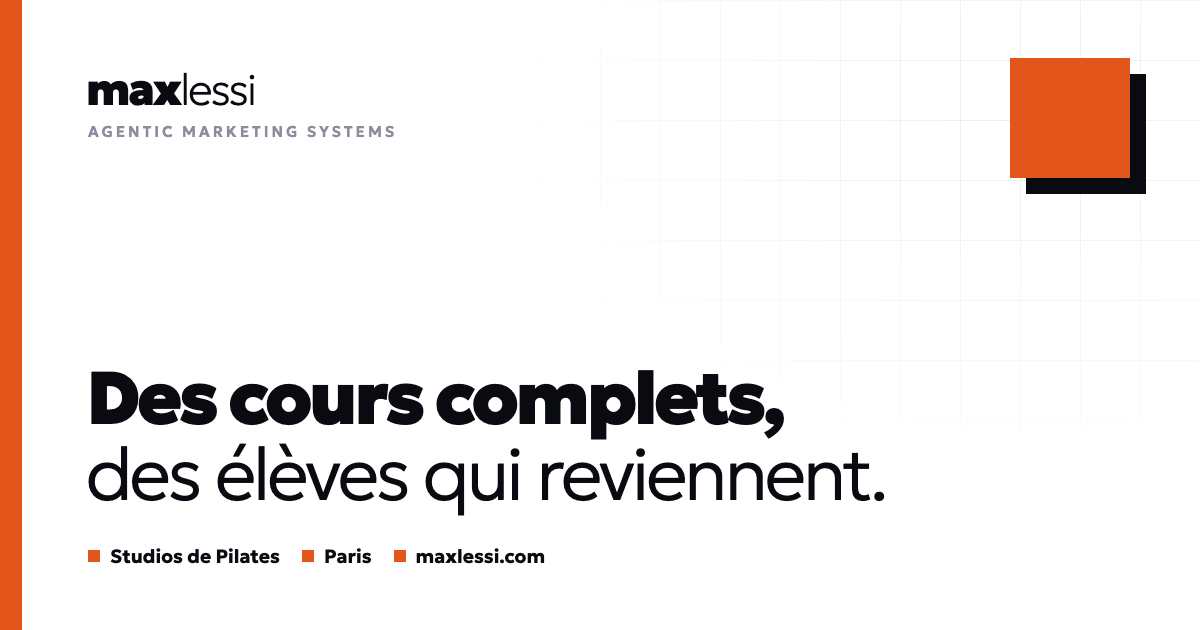 maxlessi
AGENTIC MARKETING SYSTEMS
Des cours complets,
des élèves qui reviennent.
Studios de Pilates Paris maxlessi.com